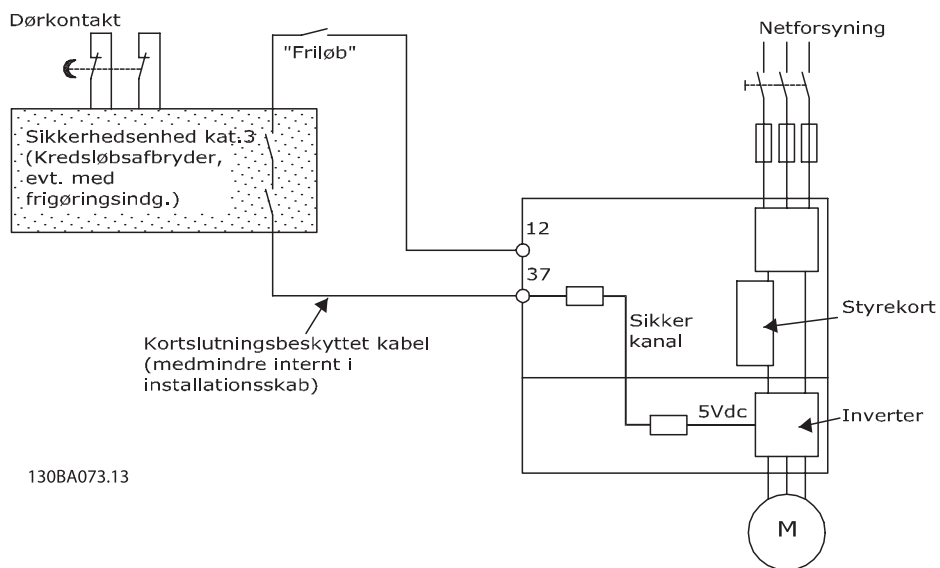 Dørkontakt
"Friløb"
Netforsyning
Sikkerhedsenhed kat.3
(Kredsløbsafbryder,
evt. med
frigøringsindg.)
12
37
Sikker
kanal
Styrekort
Kortslutningsbeskyttet kabel
(medmindre internt i
installationsskab)
5Vdc
Inverter
130BA073.13
M